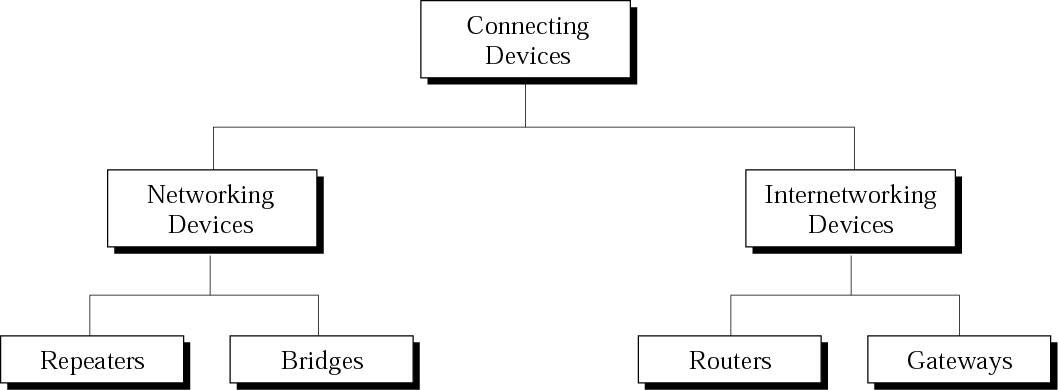 Connecting
Devices
Networking
Devices
Internetworking
Devices
Repeaters
Bridges
Routers
Gateways